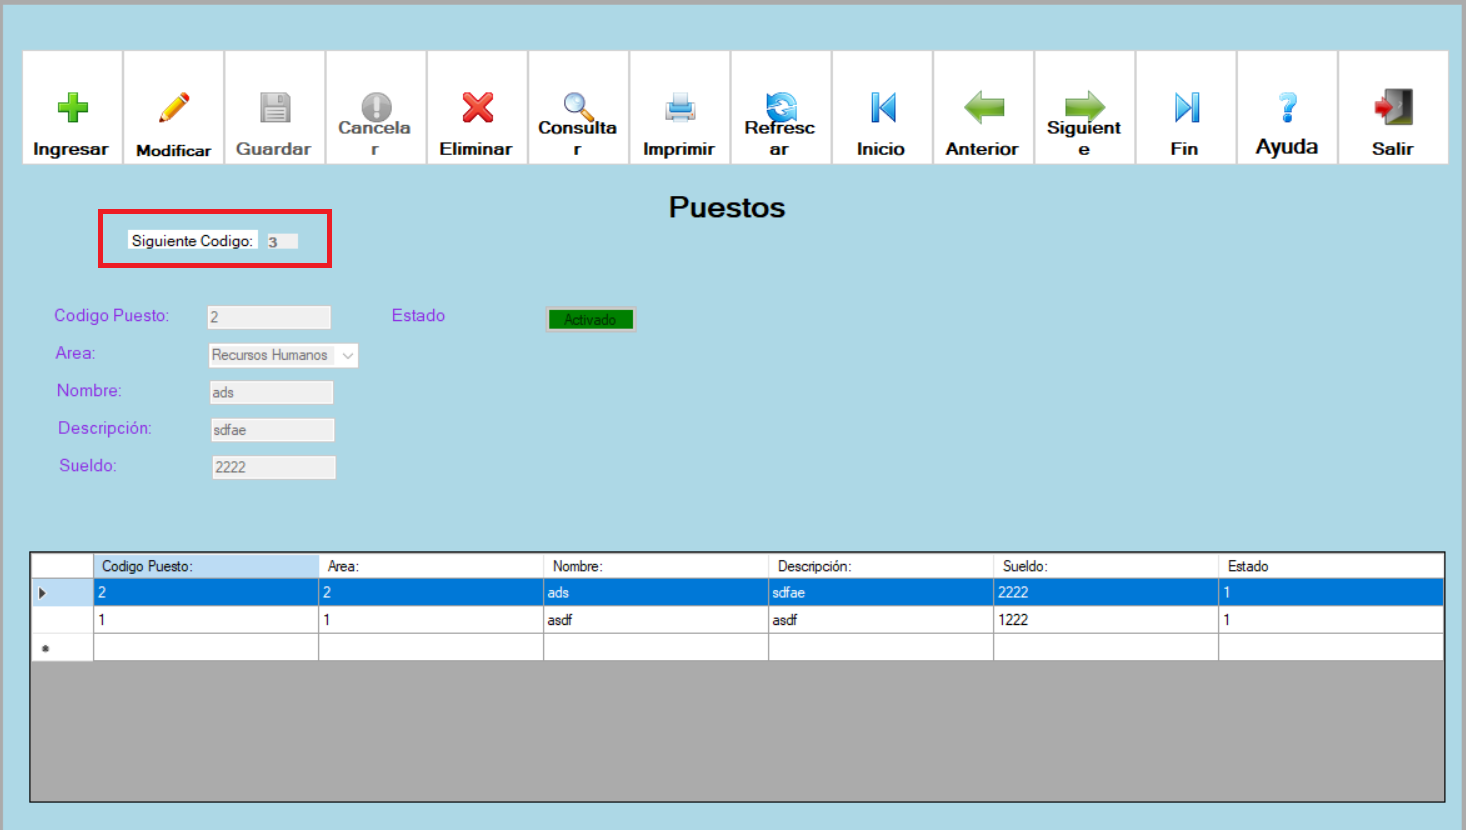 Ingresar
Modificar
Guardar
Cancela
r
Eliminar
Consulta
r
Imprimir
Refresc
ar
Inicio
Anterior
Siguient
e
Fin
Ayuda
Salir
Puestos
Siguiente Codigo: 3
Codigo Puesto: 2 Estado Activado
Area: Recursos Humanos
Nombre: ads
Descripción: sdfae
Sueldo: 2222
Codigo Puesto: Area: Nombre: Descripción: Sueldo: Estado
2 2 ads sdfae 2222 1
1 1 asdf asdf 1222 1